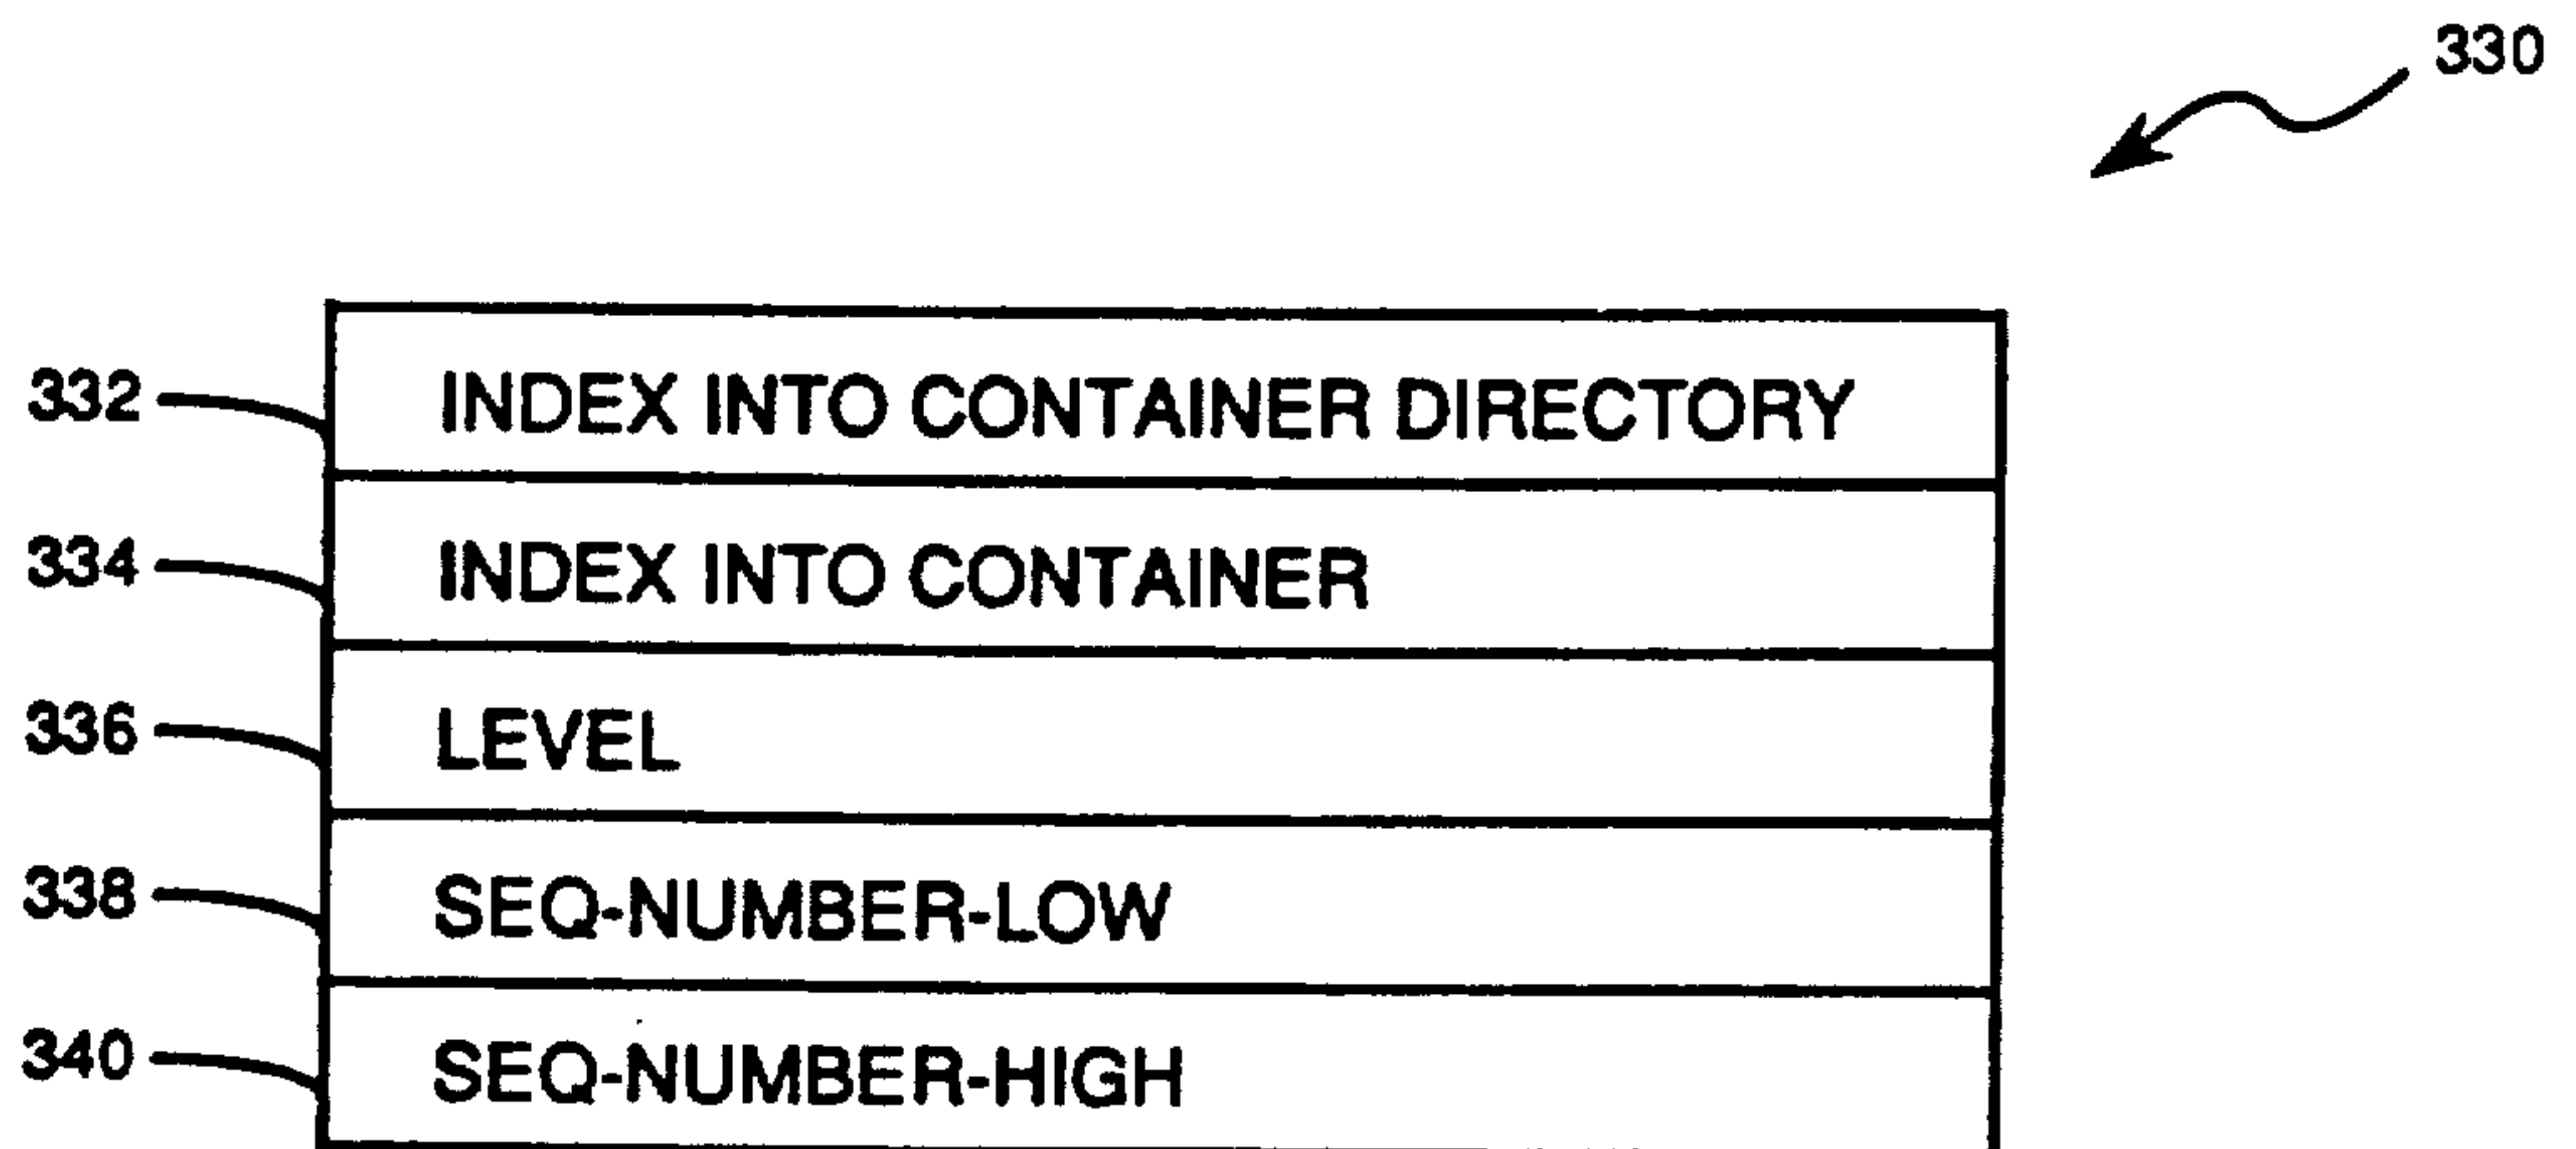 330
332 INDEX INTO CONTAINER DIRECTORY
334 INDEX INTO CONTAINER
336 LEVEL
338 SEQ-NUMBER-LOW
340 SEQ-NUMBER-HIGH